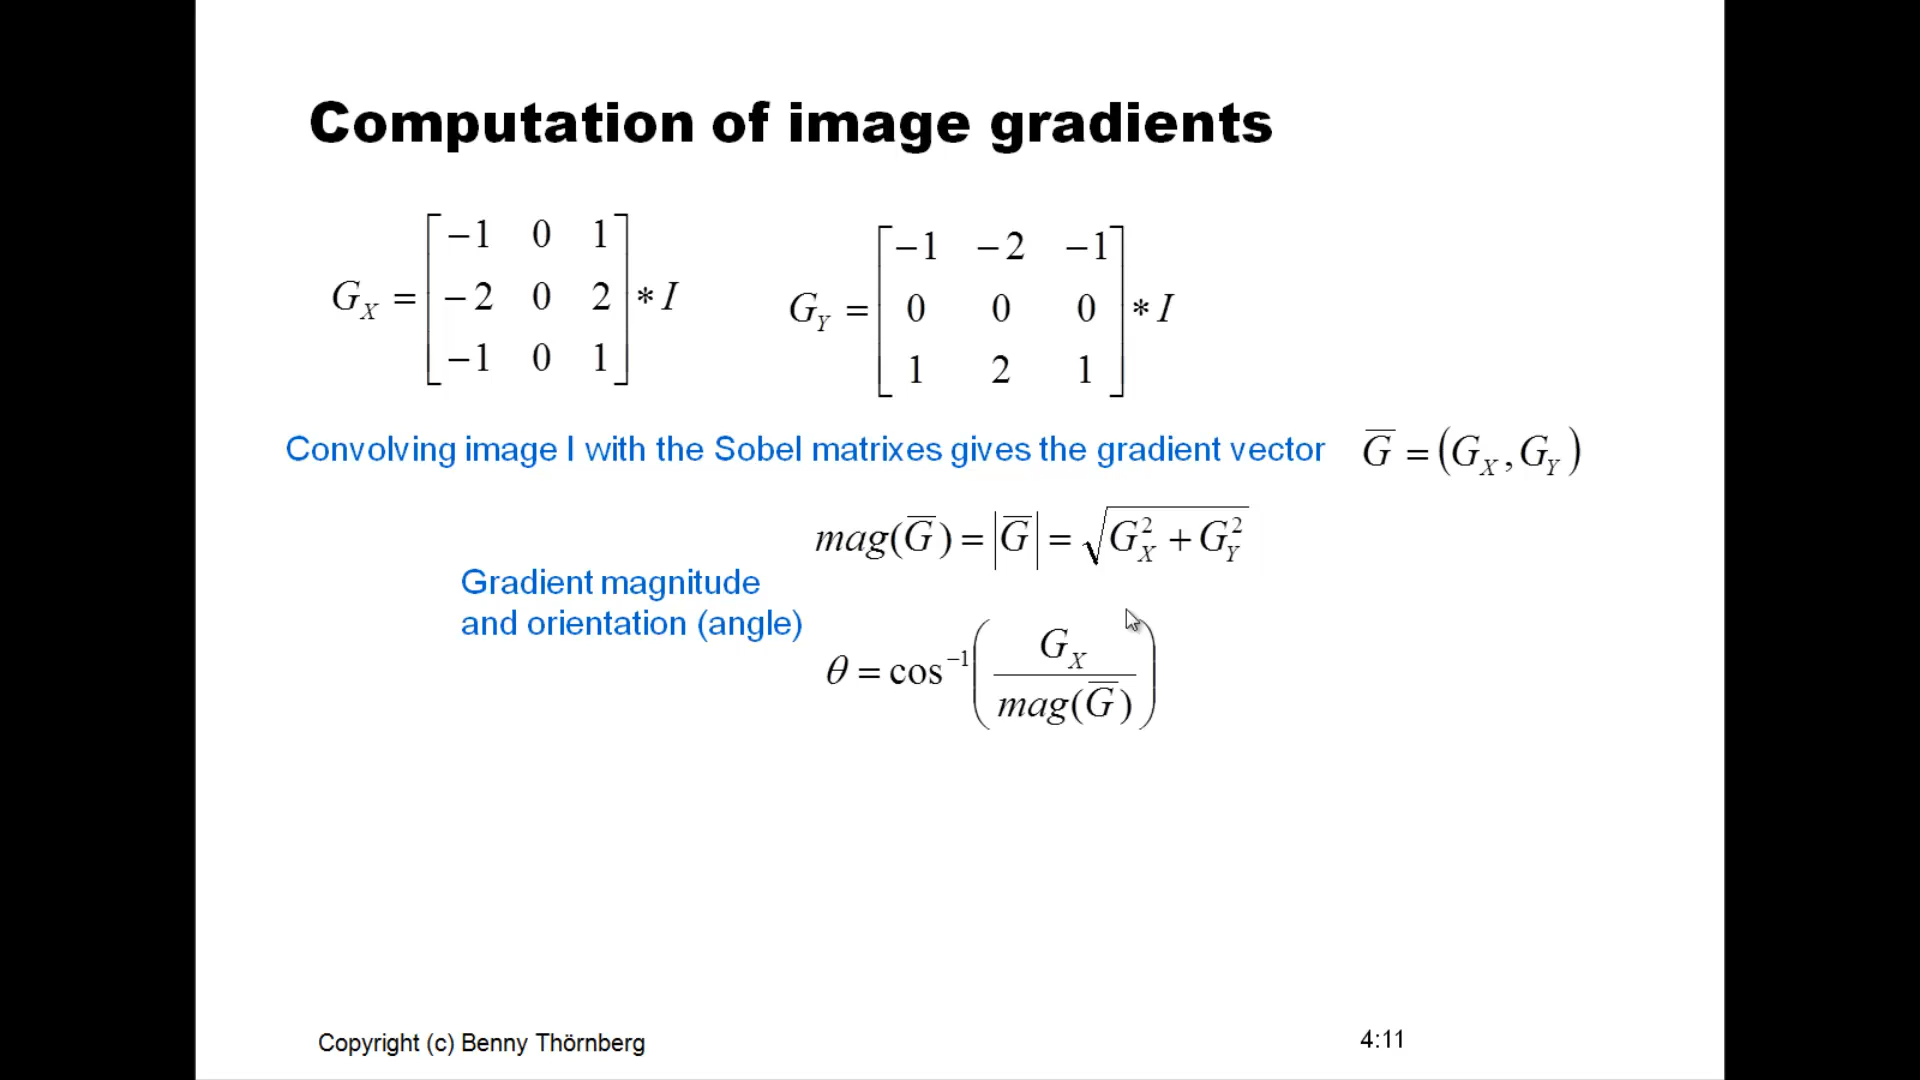 Computation of image gradients
G_X = [−1 0 1; −2 0 2; −1 0 1] * I
G_Y = [−1 −2 −1; 0 0 0; 1 2 1] * I
Convolving image I with the Sobel matrixes gives the gradient vector G̅ = (G_X, G_Y)
mag(G̅) = |G̅| = √(G_X² + G_Y²)
Gradient magnitude
and orientation (angle)
θ = cos⁻¹(G_X / mag(G̅))
Copyright (c) Benny Thörnberg
4:11